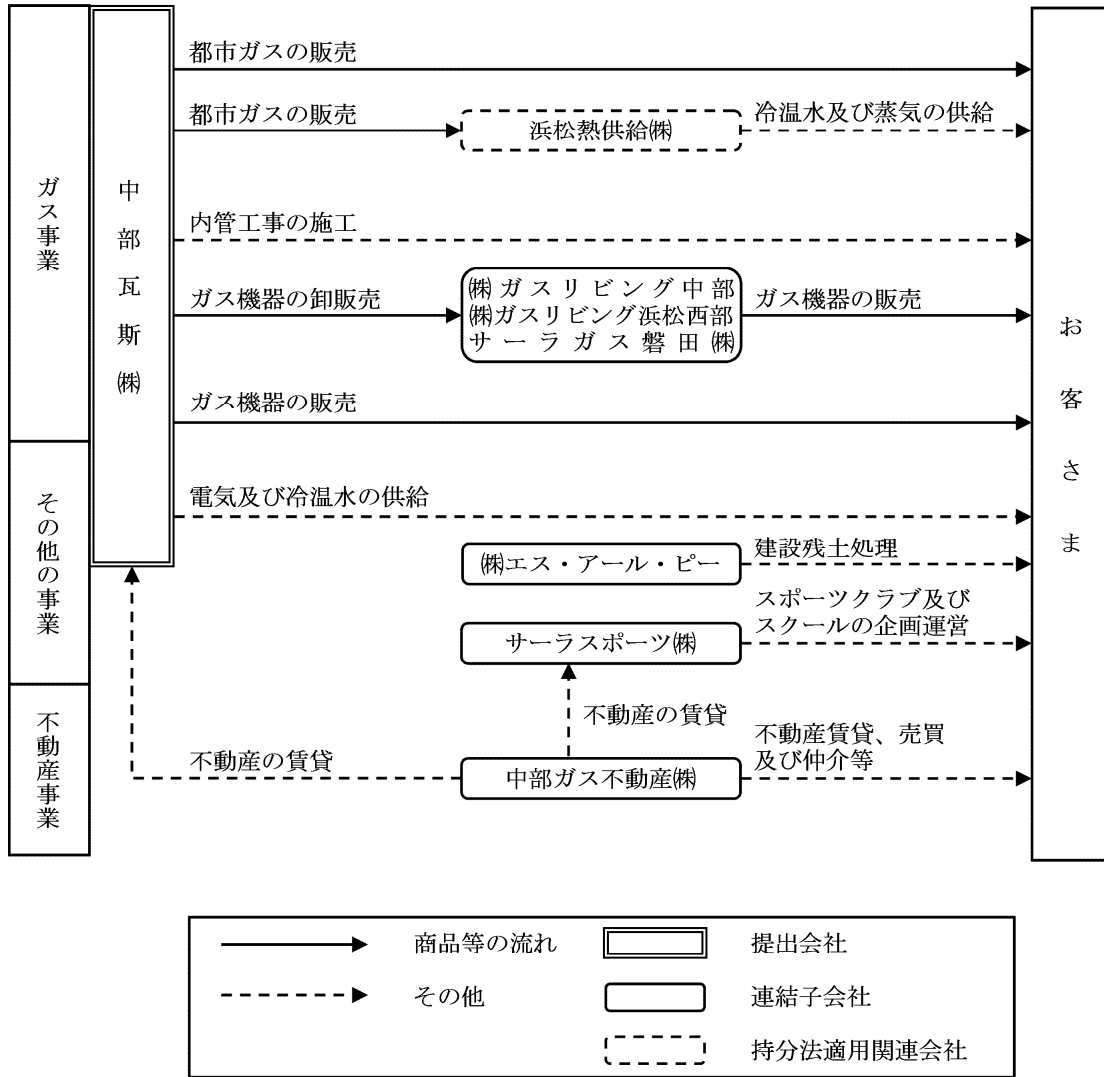 ガス事業
その他の事業
不動産事業
中部瓦斯㈱
都市ガスの販売
都市ガスの販売
浜松熱供給㈱
冷温水及び蒸気の供給
内管工事の施工
ガス機器の卸販売
㈱ガスリビング中部
㈱ガスリビング浜松西部
サーラガス磐田㈱
ガス機器の販売
ガス機器の販売
電気及び冷温水の供給
㈱エス・アール・ピー
建設残土処理
サーラスポーツ㈱
スポーツクラブ及び
スクールの企画運営
不動産の賃貸
不動産の賃貸
中部ガス不動産㈱
不動産賃貸、売買
及び仲介等
お客さま
商品等の流れ
提出会社
その他
連結子会社
持分法適用関連会社